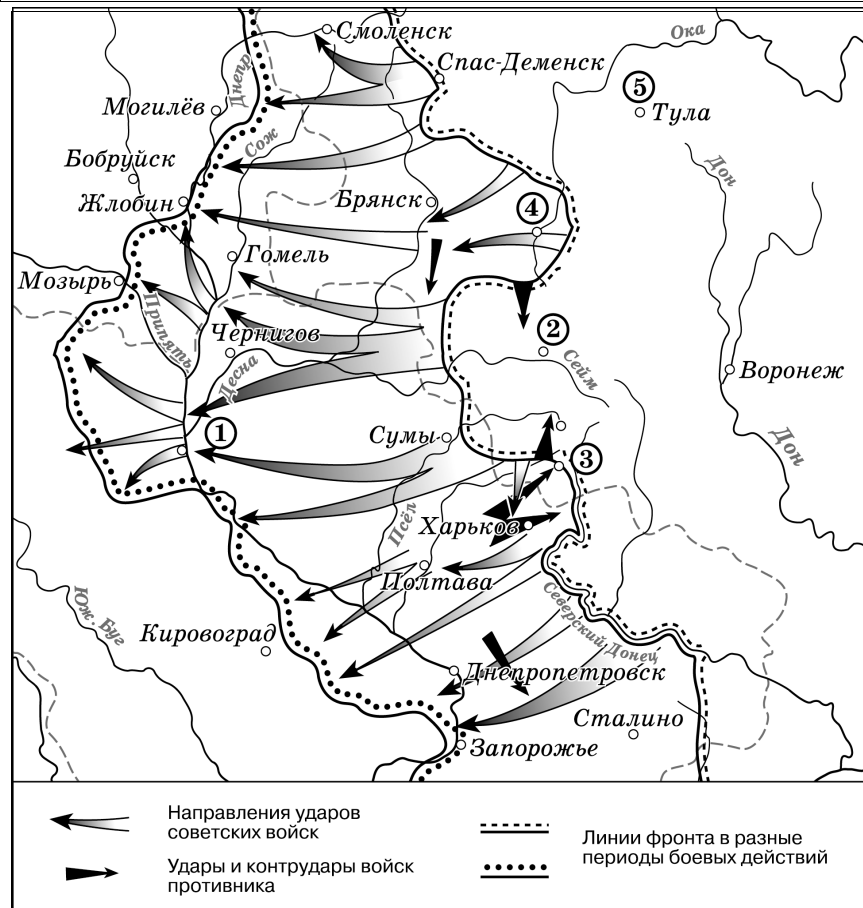 Смоленск
Ока
Спас-Деменск
Днепр
5
Могилёв
Тула
Сож
Бобруйск
Дон
Жлобин
Брянск
4
Гомель
Мозырь
Припять
Чернигов
2
Сейм
Десна
Воронеж
1
Сумы
3
Дон
Псёл
Харьков
Полтава
Северский Донец
Юж. Буг
Кировоград
Днепропетровск
Сталино
Запорожье
Направления ударов
советских войск
Удары и контрудары войск
противника
Линии фронта в разные
периоды боевых действий